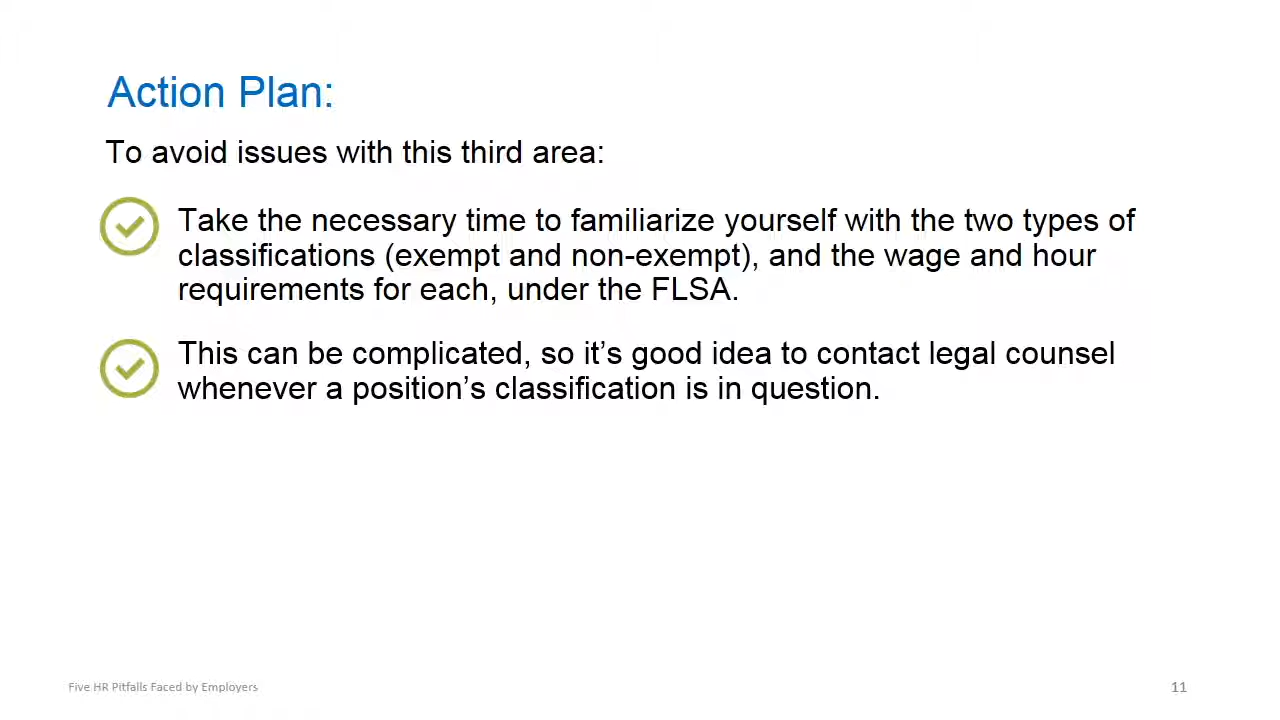 Action Plan:
To avoid issues with this third area:
Take the necessary time to familiarize yourself with the two types of
classifications (exempt and non-exempt), and the wage and hour
requirements for each, under the FLSA.
This can be complicated, so it’s good idea to contact legal counsel
whenever a position’s classification is in question.
Five HR Pitfalls Faced by Employers
11